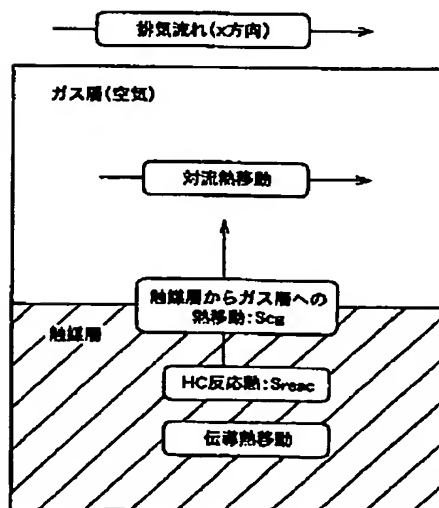 排気流れ(x方向)
ガス層(空気)
対流熱移動
触媒層からガス層への
熱移動:Scg
触媒層
HC反応熱:Sreac
伝導熱移動